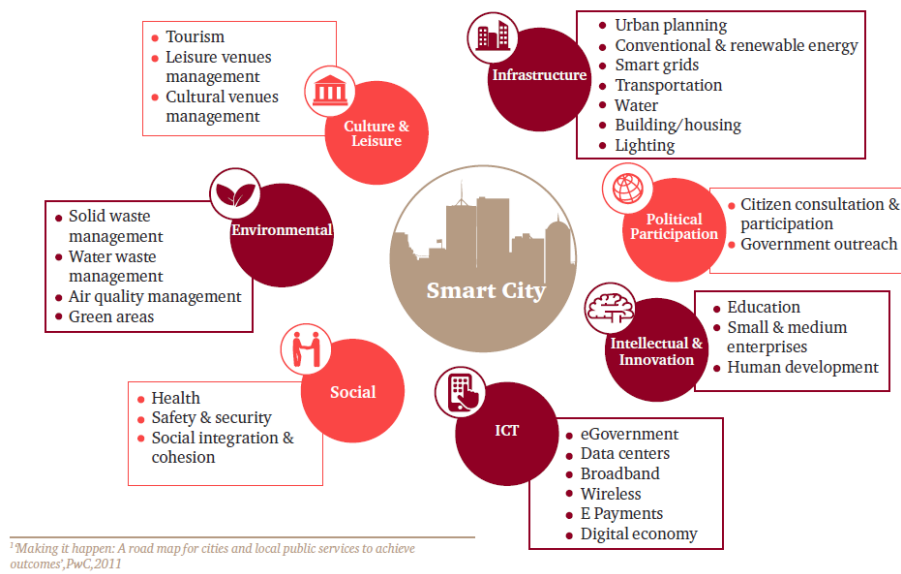 • Tourism
• Leisure venues
management
• Cultural venues
management
Culture &
Leisure
Infrastructure
• Urban planning
• Conventional & renewable energy
• Smart grids
• Transportation
• Water
• Building/housing
• Lighting
Environmental
• Solid waste
management
• Water waste
management
• Air quality management
• Green areas
Smart City
Political
Participation
• Citizen consultation &
participation
• Government outreach
Intellectual &
Innovation
• Education
• Small & medium
enterprises
• Human development
Social
• Health
• Safety & security
• Social integration &
cohesion
ICT
• eGovernment
• Data centers
• Broadband
• Wireless
• E Payments
• Digital economy
1'Making it happen: A road map for cities and local public services to achieve
outcomes',PwC,2011